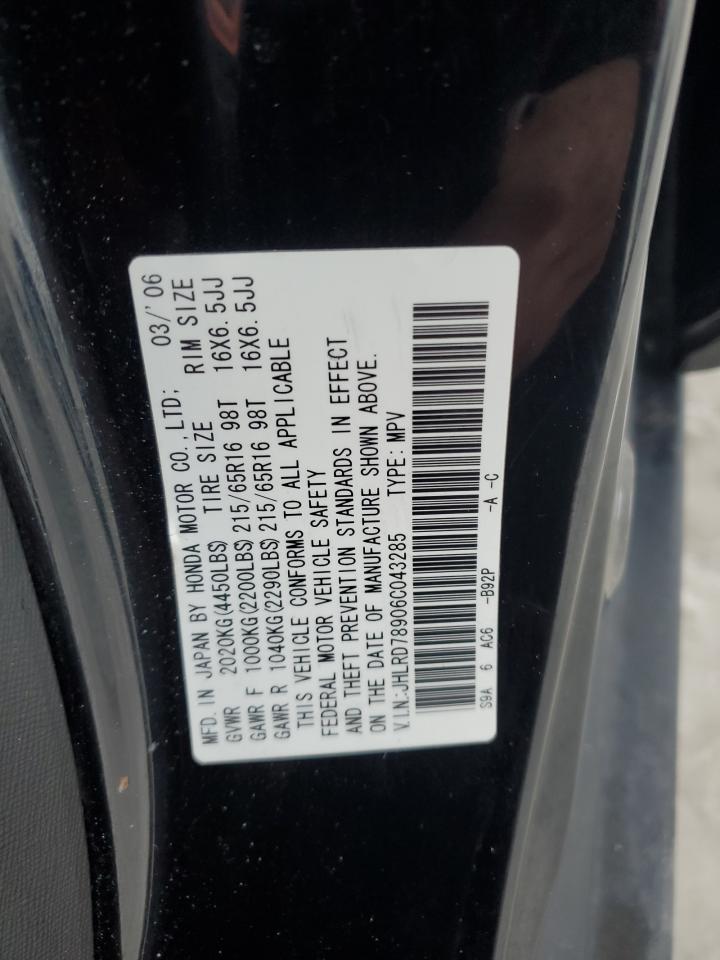 MFD. IN JAPAN BY HONDA MOTOR CO.,LTD; 03/'06
GVWR 2020KG(4450LBS) TIRE SIZE RIM SIZE
GAWR F 1000KG(2200LBS) 215/65R16 98T 16X6.5JJ
GAWR R 1040KG(2290LBS) 215/65R16 98T 16X6.5JJ
THIS VEHICLE CONFORMS TO ALL APPLICABLE
FEDERAL MOTOR VEHICLE SAFETY
AND THEFT PREVENTION STANDARDS IN EFFECT
ON THE DATE OF MANUFACTURE SHOWN ABOVE.
V.I.N.:JHLRD78906C043285 TYPE: MPV
S9A 6 AC6 -B92P -A -C